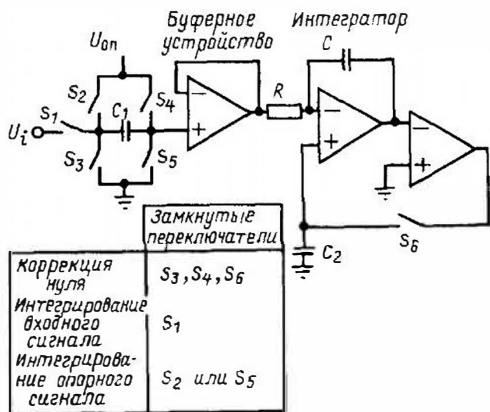 Буферное
устройство
Интегратор
Uоп
S2
S4
C1
S1
Ui
S3
S5
R
C
−
+
−
+
−
+
S6
C2
Замкнутые
переключатели
Коррекция
нуля
S3, S4, S6
Интегрирование
входного
сигнала
S1
Интегрирова-
ние опорного
сигнала
S2 или S5